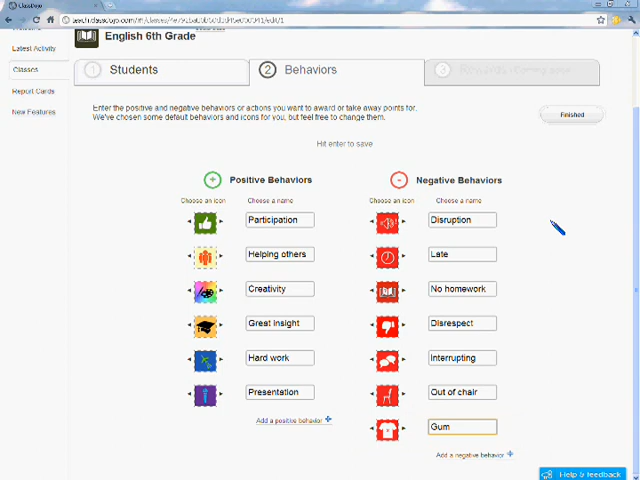 ClassDojo
English 6th Grade
Latest Activity
Classes
Report Cards
New Features
1 Students
2 Behaviors
3
Enter the positive and negative behaviors or actions you want to award or take away points for.
We've chosen some default behaviors and icons for you, but feel free to change them.
Finished
Hit enter to save
+ Positive Behaviors
- Negative Behaviors
Choose an icon Choose a name
Choose an icon Choose a name
Participation
Disruption
Helping others
Late
Creativity
No homework
Great insight
Disrespect
Hard work
Interrupting
Presentation
Out of chair
Add a positive behavior +
Gum
Add a negative behavior +
Help & feedback